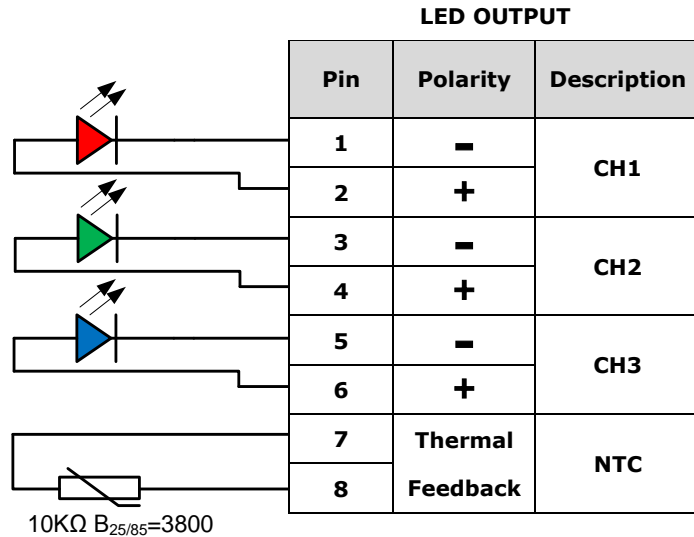 LED OUTPUT
Pin Polarity Description
1 - CH1
2 +
3 - CH2
4 +
5 - CH3
6 +
7 Thermal NTC
8 Feedback
10KΩ B25/85=3800